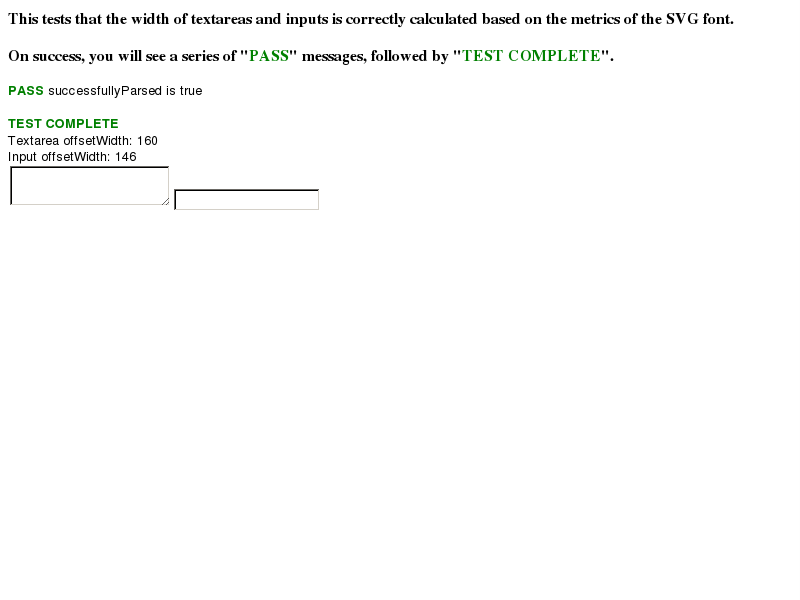 This tests that the width of textareas and inputs is correctly calculated based on the metrics of the SVG font.
On success, you will see a series of "PASS" messages, followed by "TEST COMPLETE".
PASS successfullyParsed is true
TEST COMPLETE
Textarea offsetWidth: 160
Input offsetWidth: 146